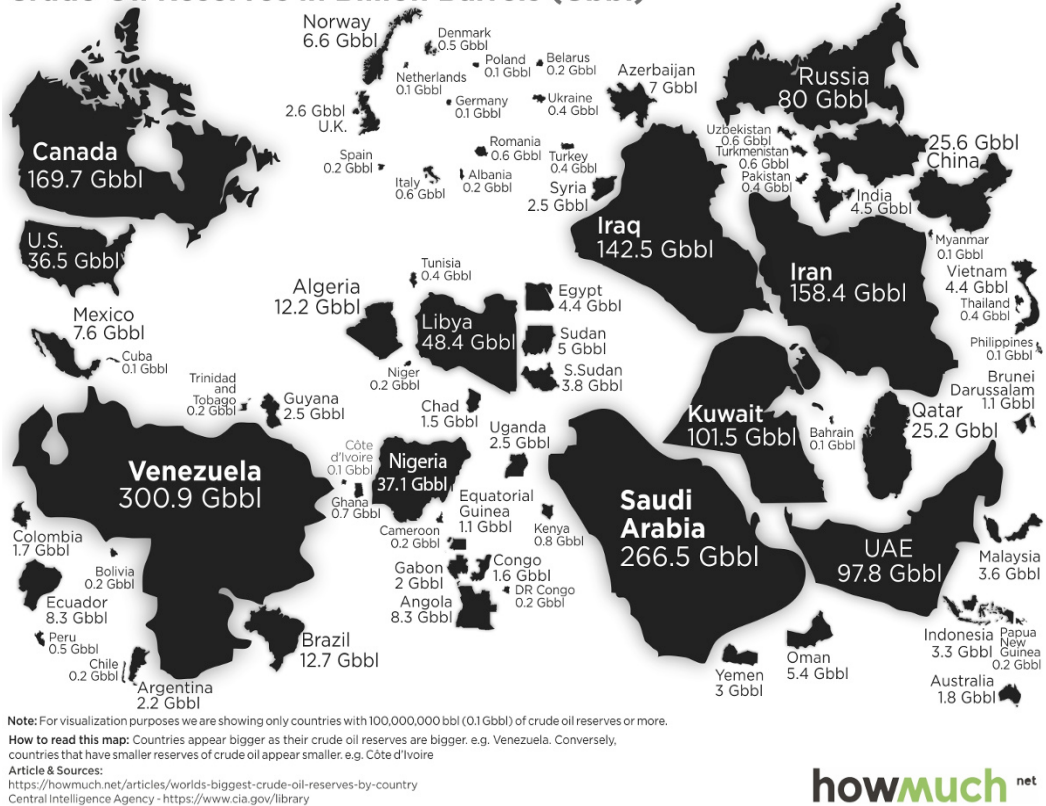 Crude Oil Reserves in Billion Barrels (Gbbl)
Norway
6.6 Gbbl
Denmark
0.5 Gbbl
Poland
0.1 Gbbl
Belarus
0.2 Gbbl
Netherlands
0.1 Gbbl
Azerbaijan
7 Gbbl
Russia
80 Gbbl
2.6 Gbbl
U.K.
Germany
0.1 Gbbl
Ukraine
0.4 Gbbl
Canada
169.7 Gbbl
Spain
0.2 Gbbl
Italy
0.6 Gbbl
Romania
0.6 Gbbl
Albania
0.2 Gbbl
Turkey
0.4 Gbbl
Syria
2.5 Gbbl
Uzbekistan
0.6 Gbbl
Turkmenistan
0.6 Gbbl
Pakistan
0.4 Gbbl
25.6 Gbbl
China
India
4.5 Gbbl
U.S.
36.5 Gbbl
Iraq
142.5 Gbbl
Iran
158.4 Gbbl
Myanmar
0.1 Gbbl
Vietnam
4.4 Gbbl
Thailand
0.4 Gbbl
Philippines
0.1 Gbbl
Brunei
Darussalam
1.1 Gbbl
Mexico
7.6 Gbbl
Cuba
0.1 Gbbl
Tunisia
0.4 Gbbl
Algeria
12.2 Gbbl
Libya
48.4 Gbbl
Egypt
4.4 Gbbl
Sudan
5 Gbbl
S.Sudan
3.8 Gbbl
Niger
0.2 Gbbl
Chad
1.5 Gbbl
Trinidad
and
Tobago
0.2 Gbbl
Guyana
2.5 Gbbl
Kuwait
101.5 Gbbl
Bahrain
0.1 Gbbl
Qatar
25.2 Gbbl
Venezuela
300.9 Gbbl
Côte
d'Ivoire
0.1 Gbbl
Ghana
0.7 Gbbl
Nigeria
37.1 Gbbl
Uganda
2.5 Gbbl
Cameroon
0.2 Gbbl
Equatorial
Guinea
1.1 Gbbl
Kenya
0.8 Gbbl
Saudi
Arabia
266.5 Gbbl
UAE
97.8 Gbbl
Malaysia
3.6 Gbbl
Colombia
1.7 Gbbl
Bolivia
0.2 Gbbl
Ecuador
8.3 Gbbl
Peru
0.5 Gbbl
Chile
0.2 Gbbl
Argentina
2.2 Gbbl
Brazil
12.7 Gbbl
Gabon
2 Gbbl
Congo
1.6 Gbbl
DR Congo
0.2 Gbbl
Angola
8.3 Gbbl
Yemen
3 Gbbl
Oman
5.4 Gbbl
Indonesia
3.3 Gbbl
Papua
New
Guinea
0.2 Gbbl
Australia
1.8 Gbbl
Note: For visualization purposes we are showing only countries with 100,000,000 bbl (0.1 Gbbl) of crude oil reserves or more.
How to read this map: Countries appear bigger as their crude oil reserves are bigger. e.g. Venezuela. Conversely,
countries that have smaller reserves of crude oil appear smaller. e.g. Côte d'Ivoire
Article & Sources:
https://howmuch.net/articles/worlds-biggest-crude-oil-reserves-by-country
Central Intelligence Agency - https://www.cia.gov/library
howmuch net